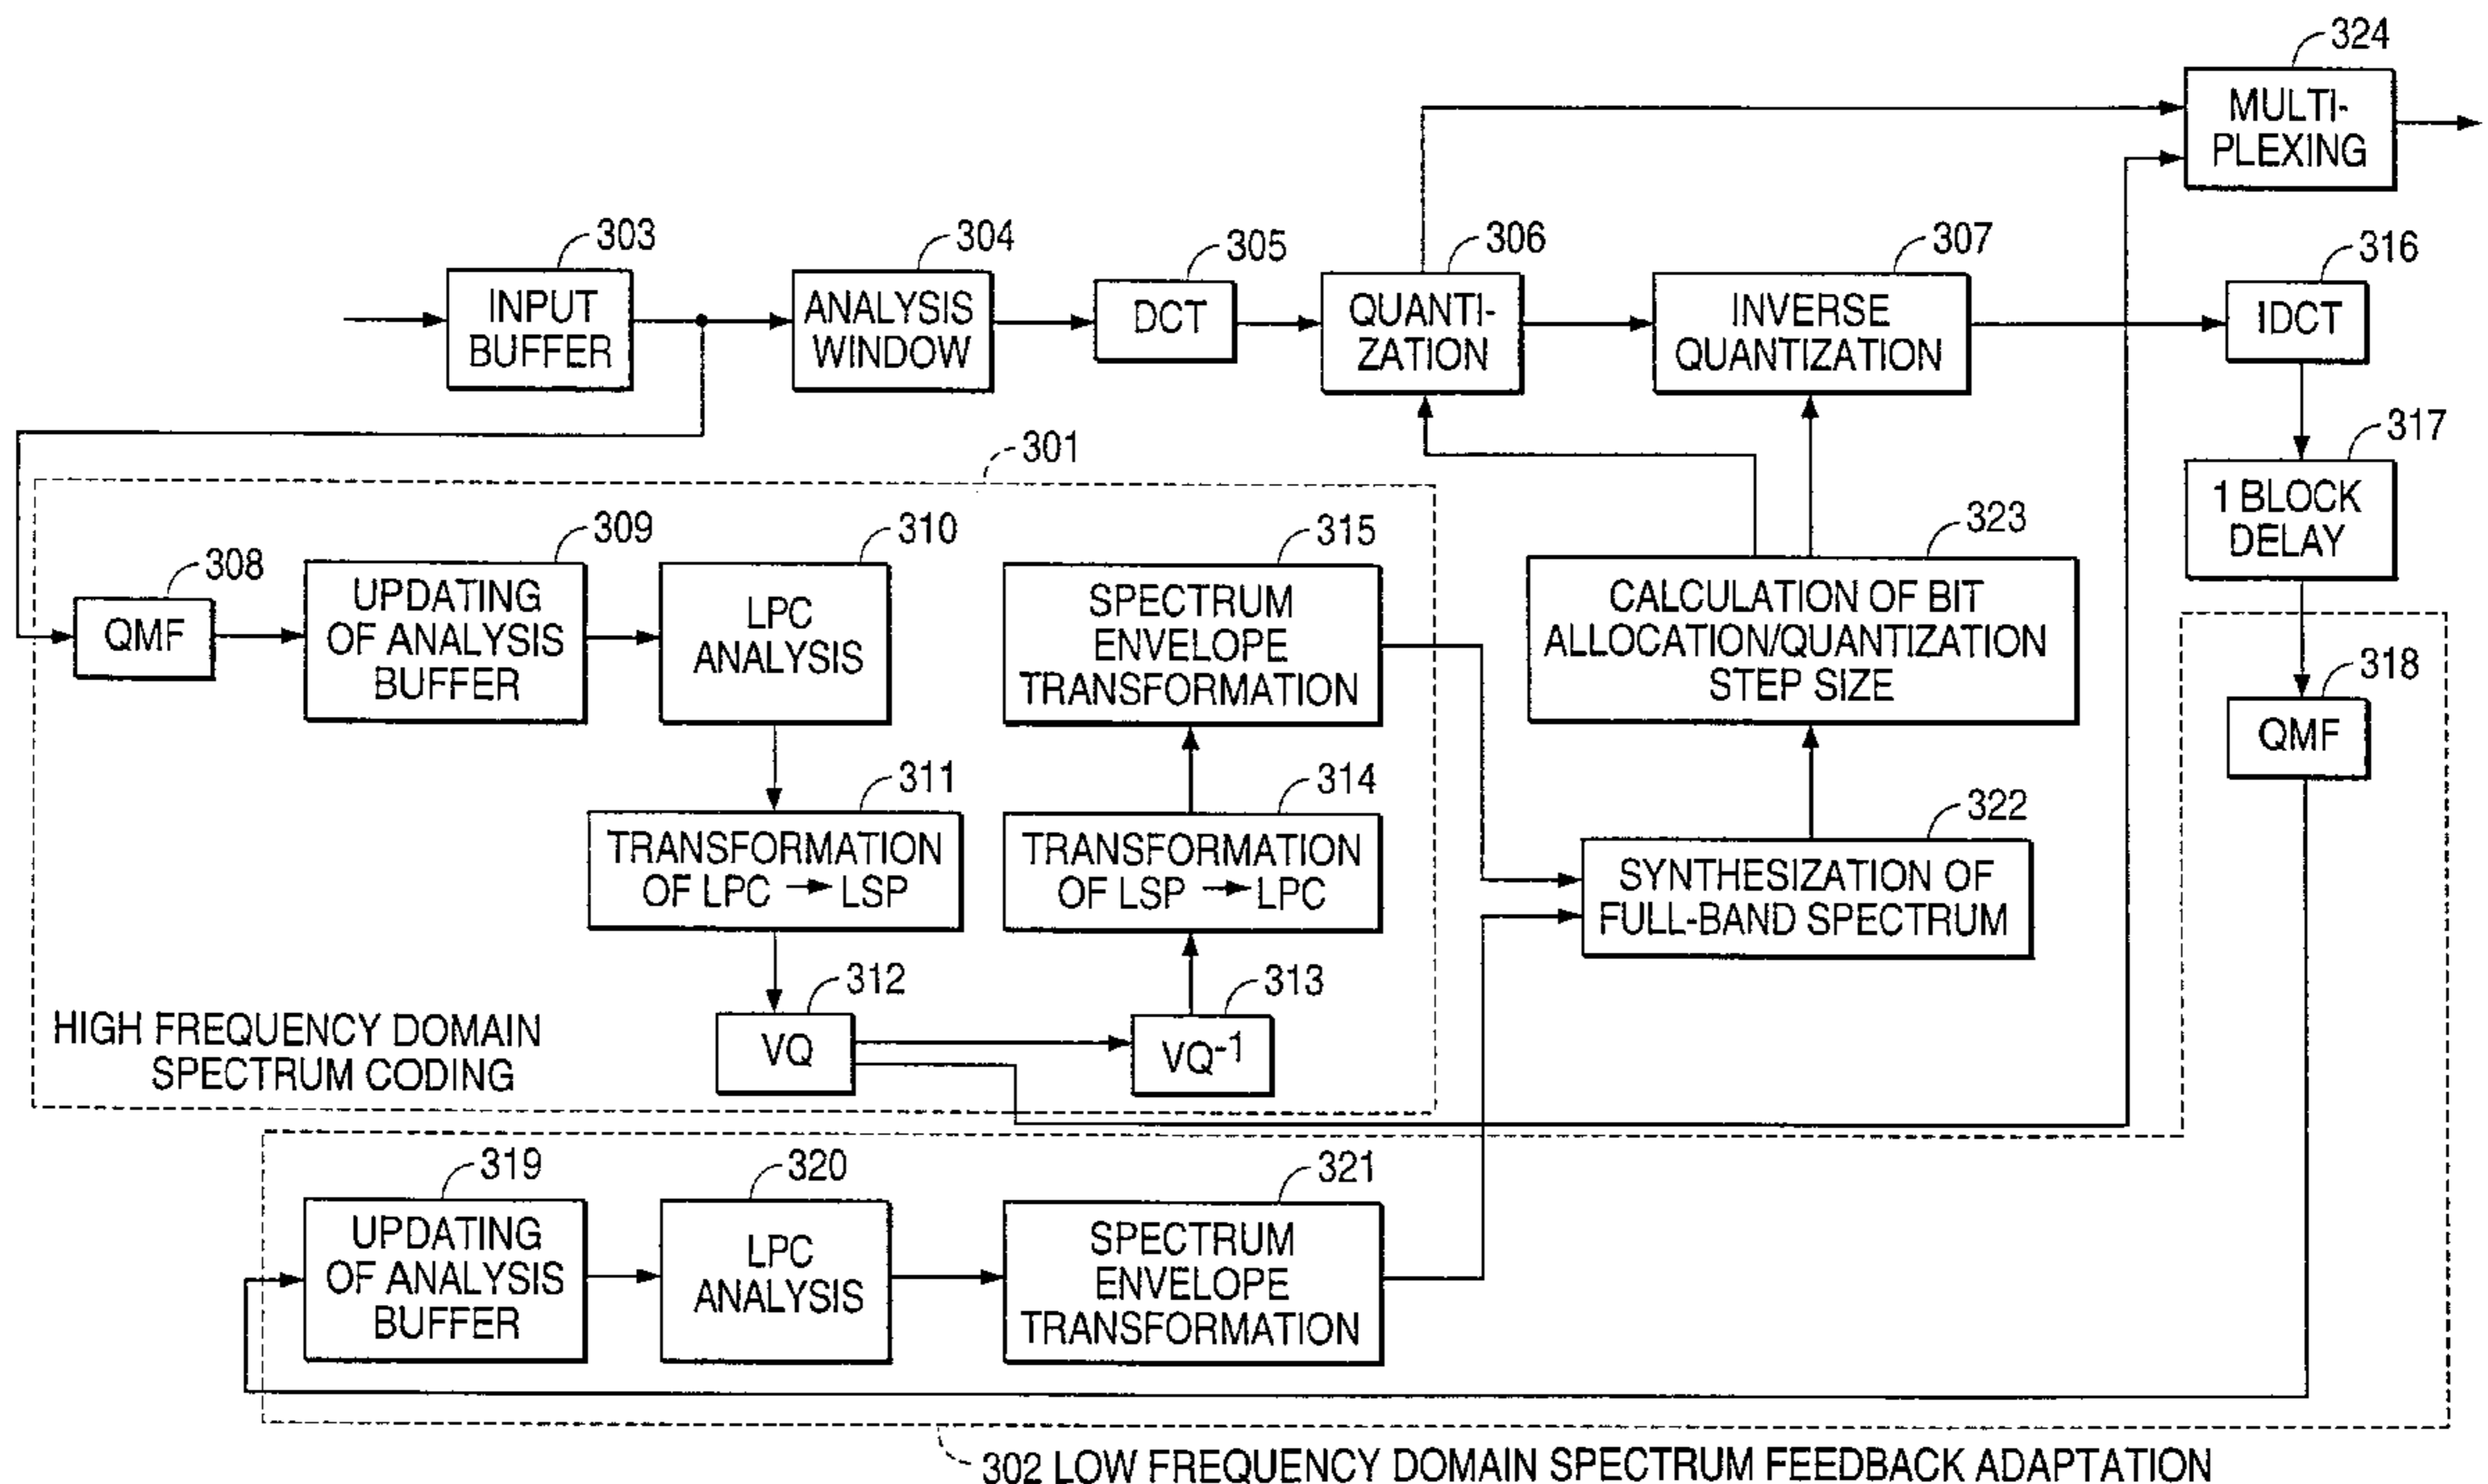 324
MULTI-
PLEXING
303
INPUT
BUFFER
304
ANALYSIS
WINDOW
305
DCT
306
QUANTI-
ZATION
307
INVERSE
QUANTIZATION
316
IDCT
317
1 BLOCK
DELAY
301
308
QMF
309
UPDATING
OF ANALYSIS
BUFFER
310
LPC
ANALYSIS
315
SPECTRUM
ENVELOPE
TRANSFORMATION
323
CALCULATION OF BIT
ALLOCATION/QUANTIZATION
STEP SIZE
318
QMF
311
TRANSFORMATION
OF LPC → LSP
314
TRANSFORMATION
OF LSP → LPC
322
SYNTHESIZATION OF
FULL-BAND SPECTRUM
312
VQ
313
VQ-1
HIGH FREQUENCY DOMAIN
SPECTRUM CODING
319
UPDATING
OF ANALYSIS
BUFFER
320
LPC
ANALYSIS
321
SPECTRUM
ENVELOPE
TRANSFORMATION
302 LOW FREQUENCY DOMAIN SPECTRUM FEEDBACK ADAPTATION